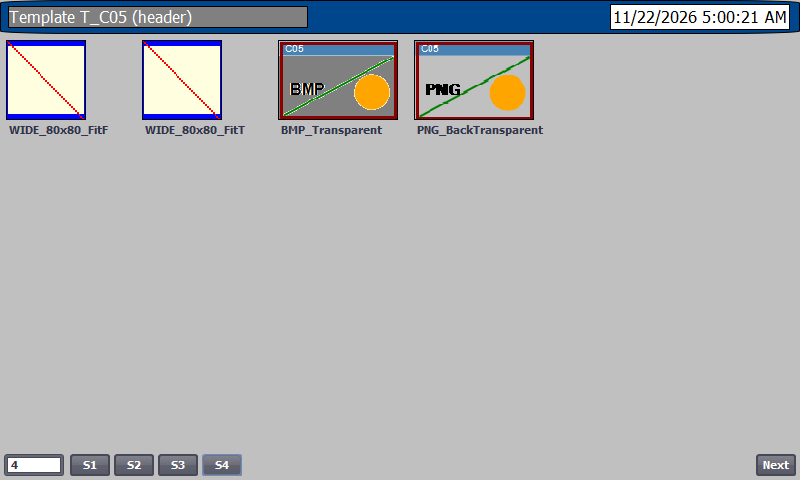 Template T_C05 (header)
11/22/2026 5:00:21 AM
C05
BMP
C05
PNG
WIDE_80x80_FitF
WIDE_80x80_FitT
BMP_Transparent
PNG_BackTransparent
4
S1
S2
S3
S4
Next